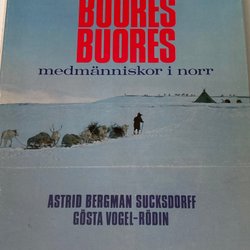 BUORES
BUORES
medmänniskor i norr
ASTRID BERGMAN SUCKSDORFF
GÖSTA VOGEL-RÖDIN